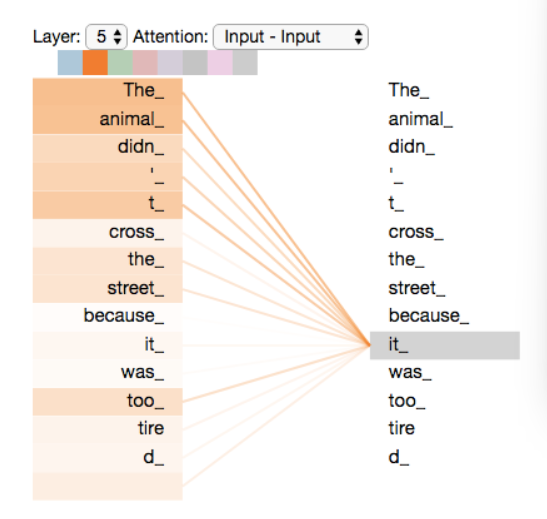 Layer: 5 Attention: Input - Input
The_ The_
animal_ animal_
didn_ didn_
'_ '_
t_ t_
cross_ cross_
the_ the_
street_ street_
because_ because_
it_ it_
was_ was_
too_ too_
tire tire
d_ d_